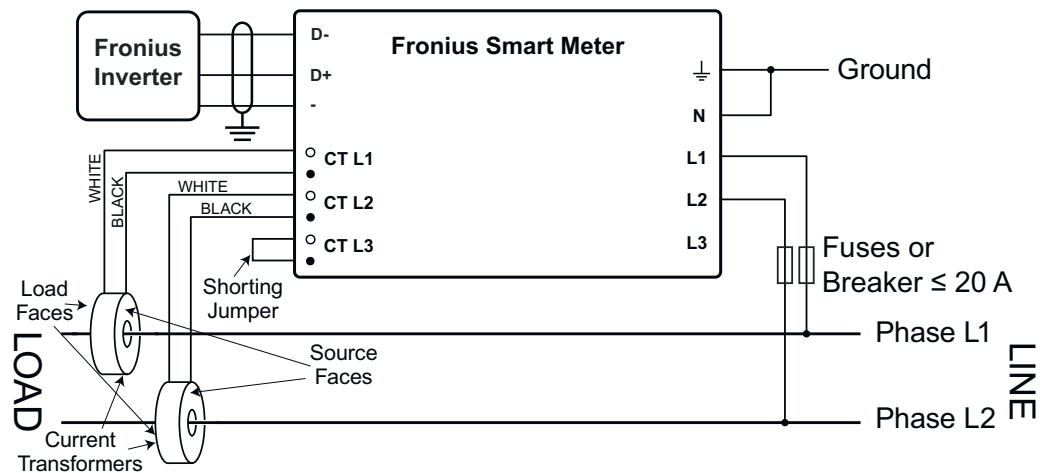 Fronius
Inverter
D-
D+
-
Fronius Smart Meter
N
L1
L2
L3
Ground
CT L1
CT L2
CT L3
WHITE
BLACK
WHITE
BLACK
Shorting
Jumper
Fuses or
Breaker ≤ 20 A
Load
Faces
Source
Faces
Current
Transformers
LOAD
Phase L1
Phase L2
LINE